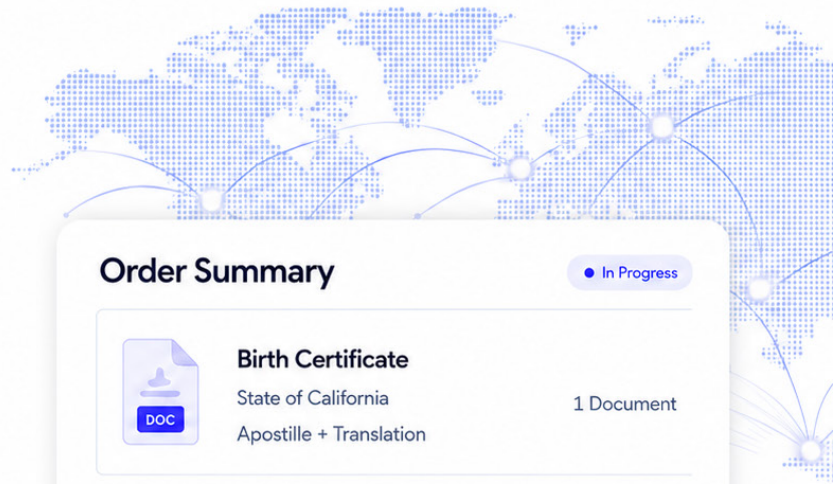 Order Summary
In Progress
Birth Certificate
State of California
1 Document
Apostille + Translation
DOC